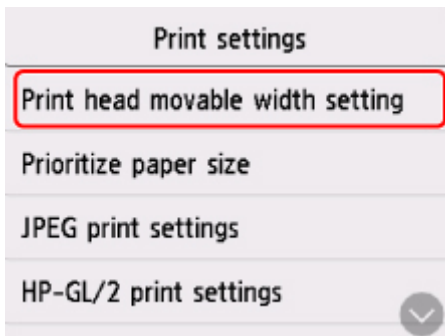 Print settings
Print head movable width setting
Prioritize paper size
JPEG print settings
HP-GL/2 print settings